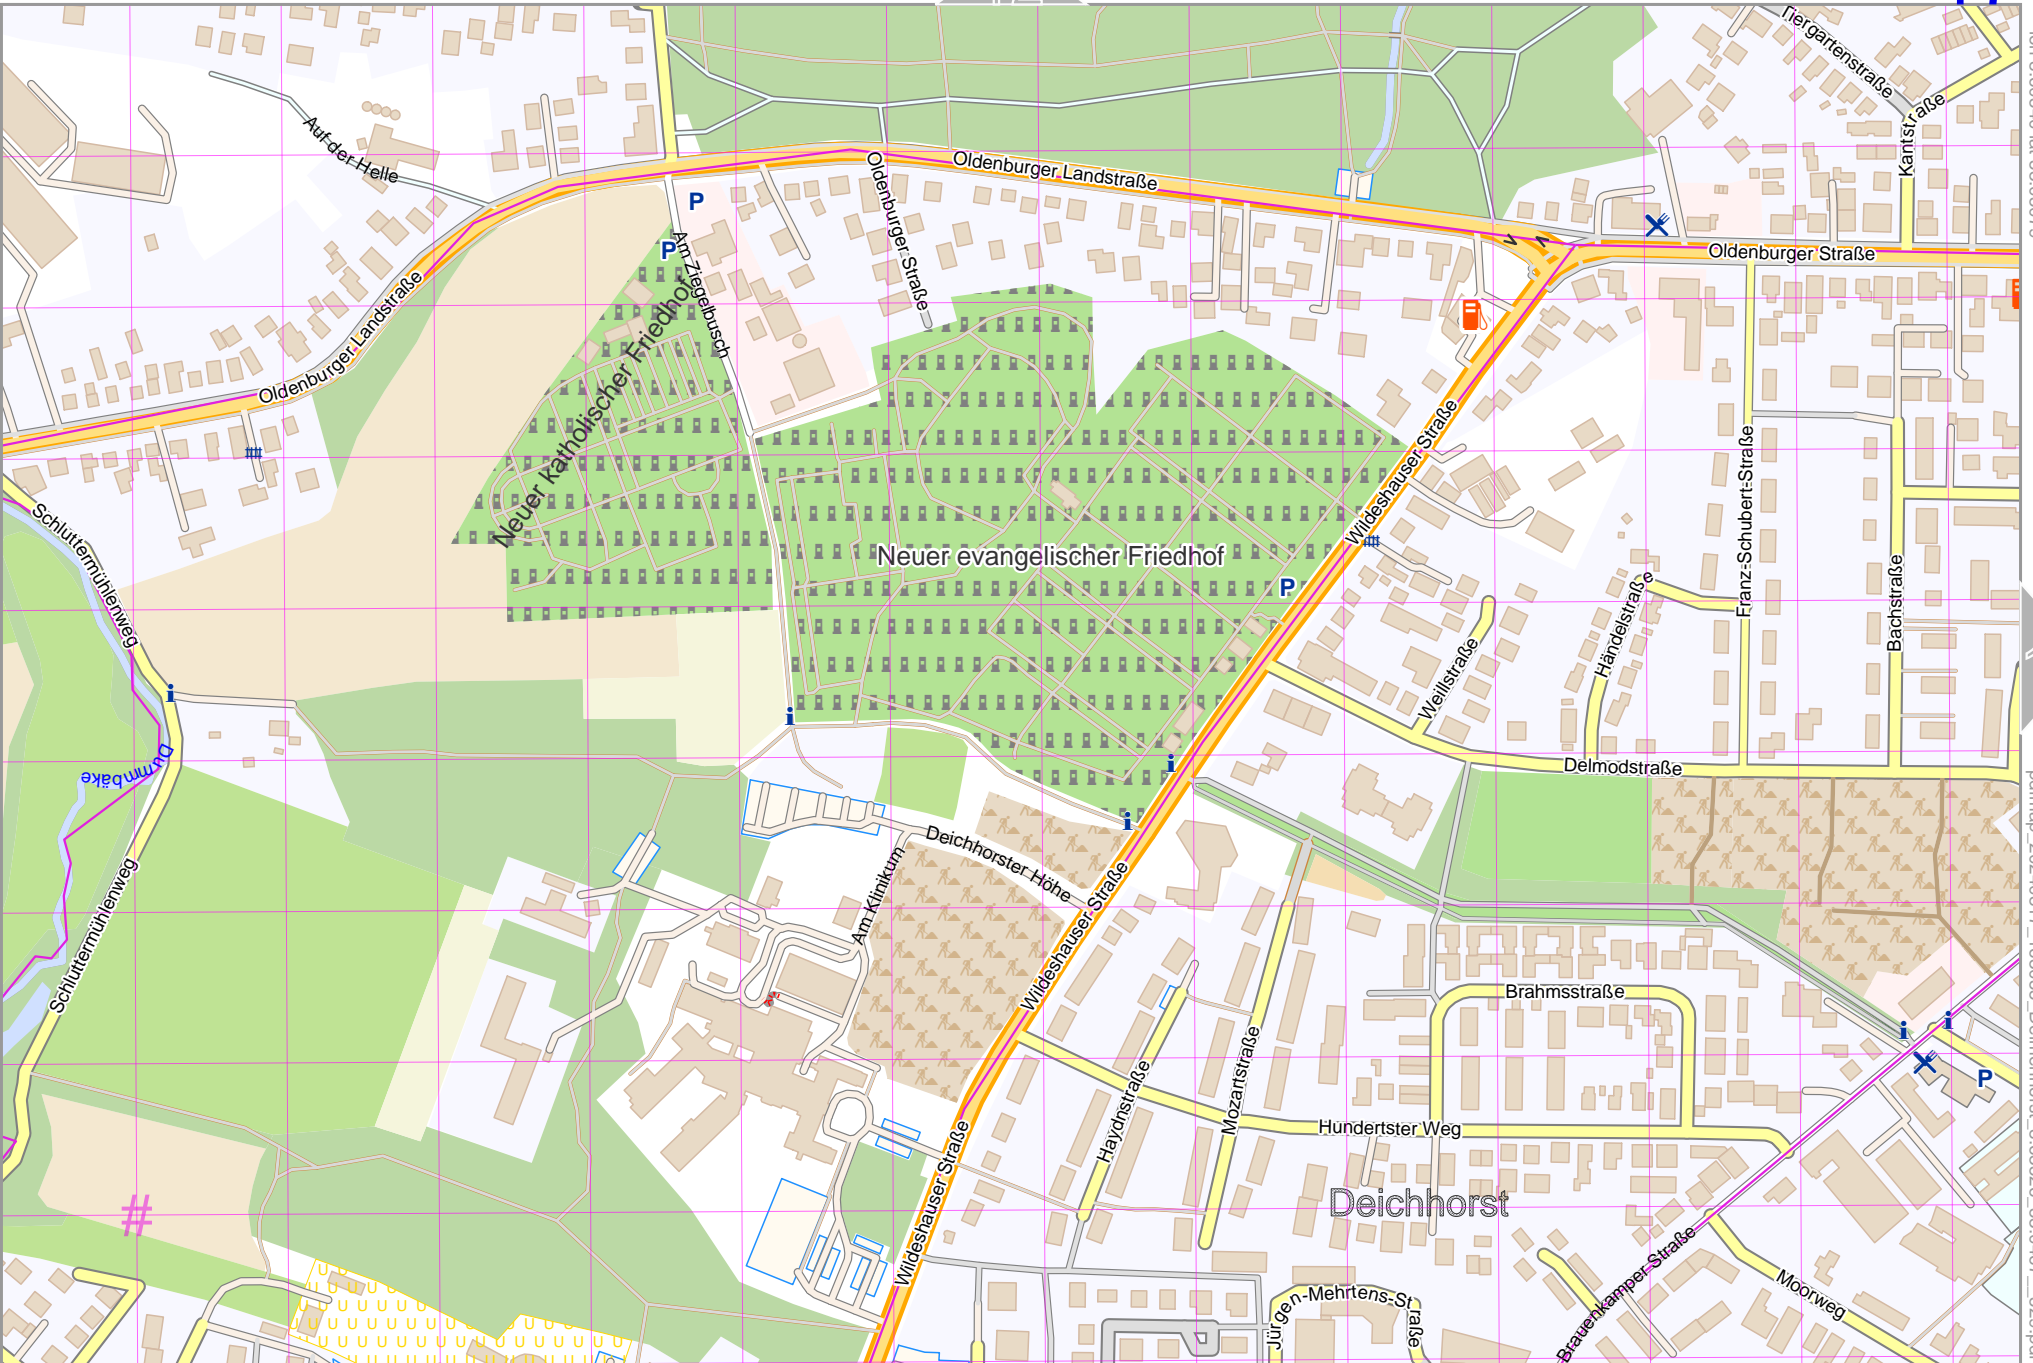 Tiergartenstraße
Kantstraße
Auf der Helle
Oldenburger Landstraße
Oldenburger Straße
P
Oldenburger Straße
P
Am Ziegelbusch
Oldenburger Landstraße
Neuer katholischer Friedhof
Wildeshauser Straße
Franz-Schubert-Straße
Schluttermühlenweg
Neuer evangelischer Friedhof
P
Händelstraße
Bachstraße
Weillstraße
i
i
i
Dummbäke
Delmodstraße
i
Deichhorster Höhe
Am Klinikum
Schluttermühlenweg
Wildeshauser Straße
Brahmsstraße
i
i
P
Mozartstraße
Haydnstraße
Hundertster Weg
Wildeshauser Straße
Deichhorst
#
Brauenkamper Straße
Moorweg
Jürgen-Mehrtens-Straße